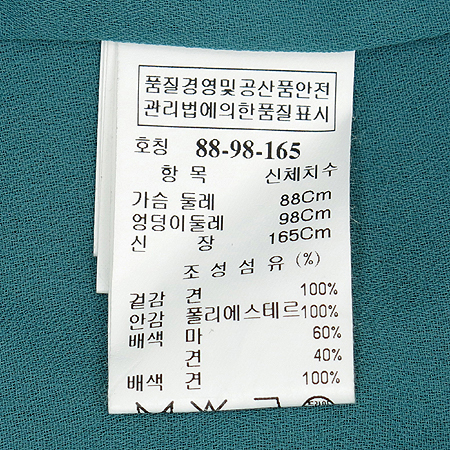 품질경영및공산품안전
관리법에의한품질표시
호칭 88-98-165
항 목 신체치수
가슴 둘레 88Cm
엉덩이둘레 98Cm
신 장 165Cm
조성섬유(%)
겉감 견 100%
안감 폴리에스테르100%
배색 마 60%
견 40%
배색 견 100%